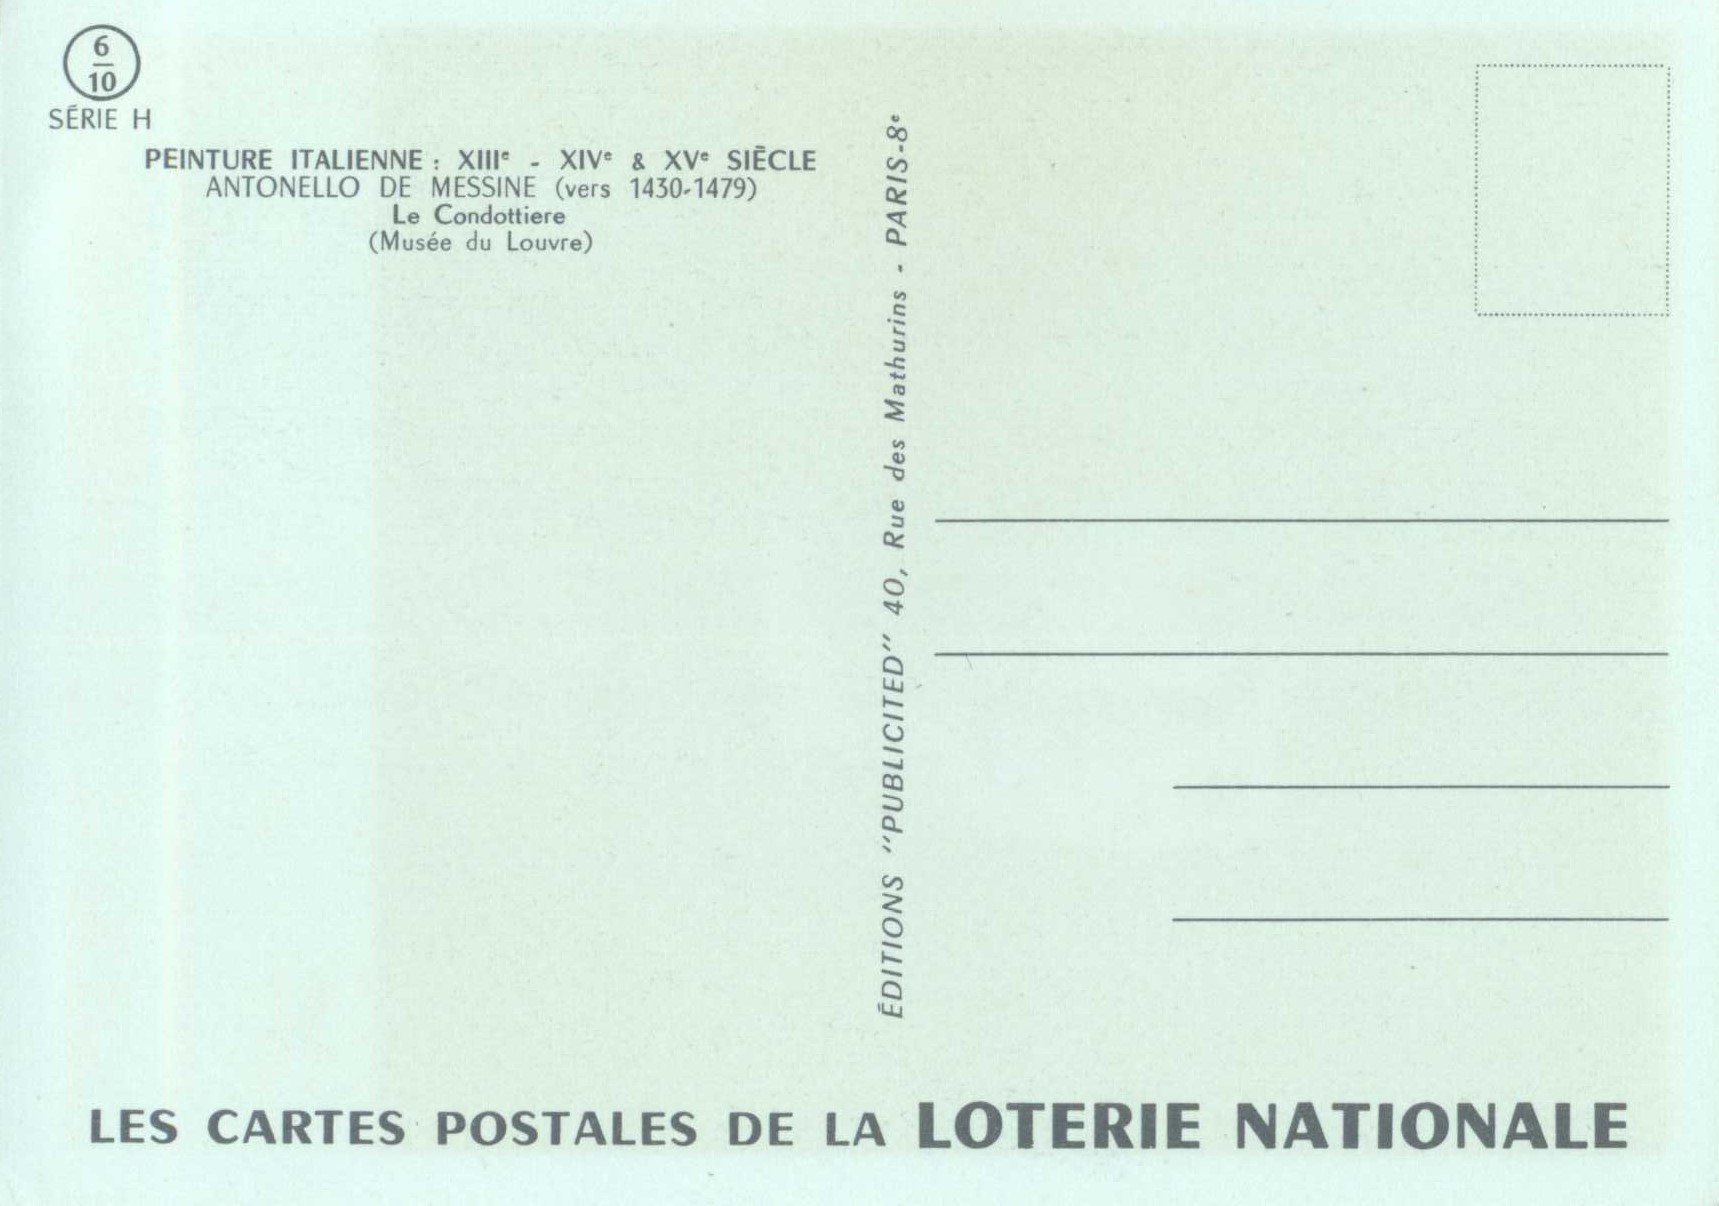 6
10
SÉRIE H
PEINTURE ITALIENNE : XIIIe - XIVe & XVe SIÈCLE
ANTONELLO DE MESSINE (vers 1430-1479)
Le Condottiere
(Musée du Louvre)
ÉDITIONS "PUBLICITED" 40, Rue des Mathurins - PARIS-8e
LES CARTES POSTALES DE LA LOTERIE NATIONALE